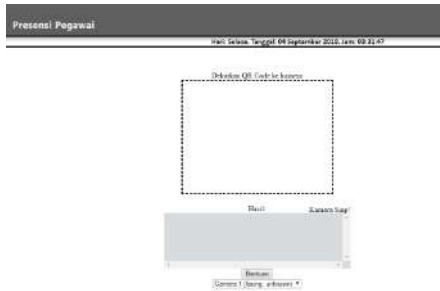 Presensi Pegawai
Hari: Selasa, Tanggal: 04 September 2018, Jam: 08:31:47
Dekatkan QR Code ke kamera
Hasil
Kamera Siap!
Bantuan
Camera 1